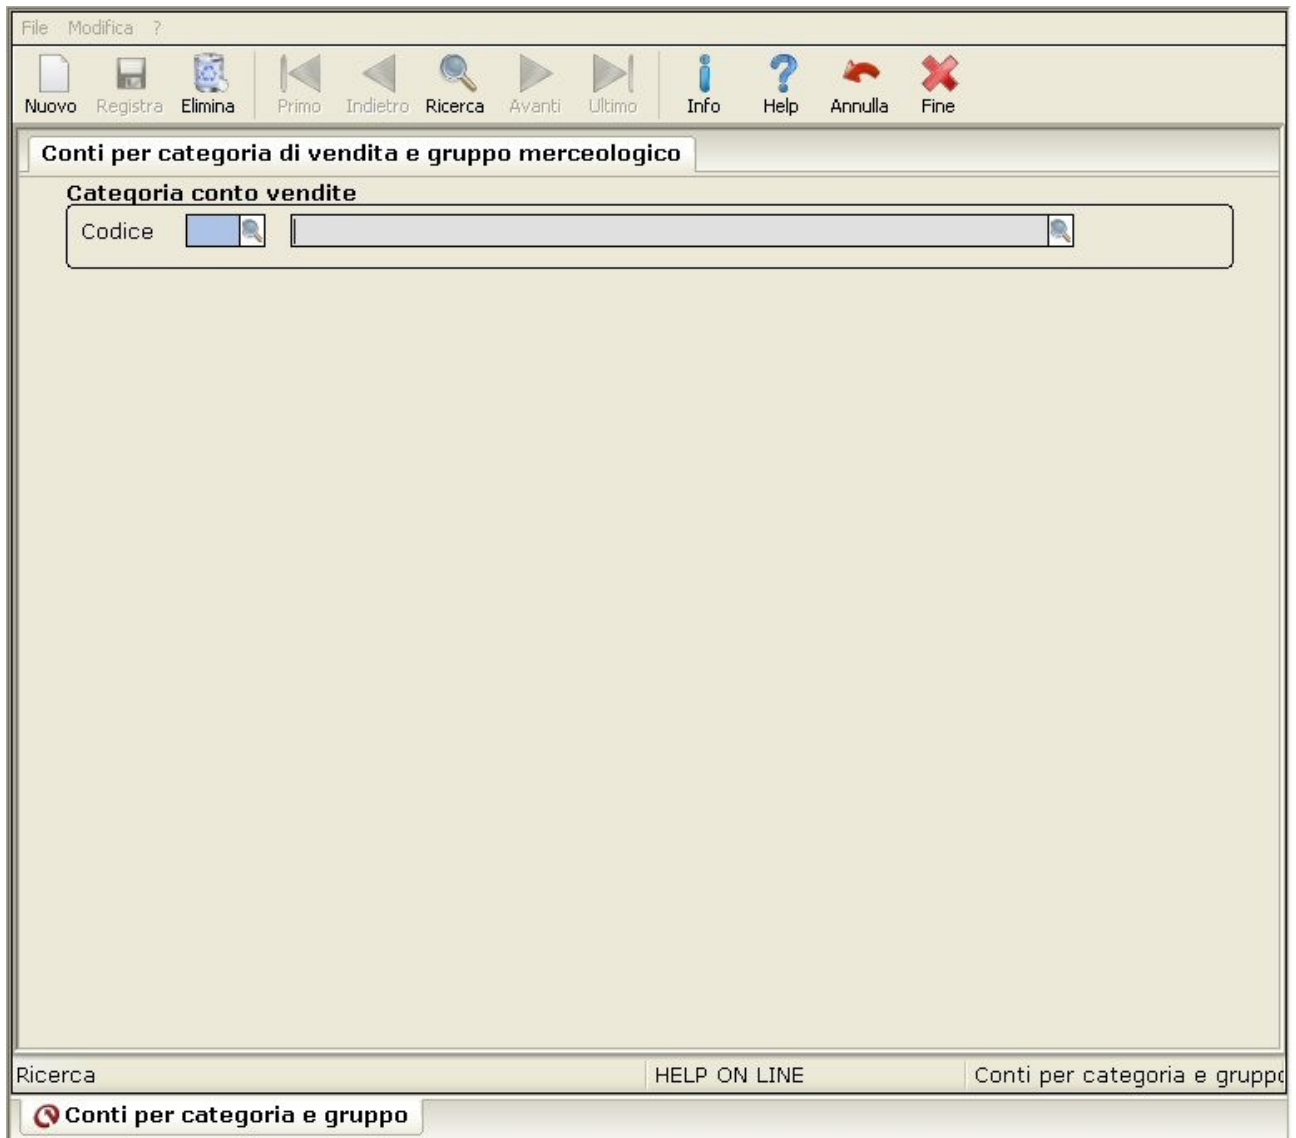 File Modifica ?
Nuovo Registra Elimina Primo Indietro Ricerca Avanti Ultimo Info Help Annulla Fine
Conti per categoria di vendita e gruppo merceologico
Categoria conto vendite
Codice
Ricerca HELP ON LINE Conti per categoria e gruppo
Conti per categoria e gruppo